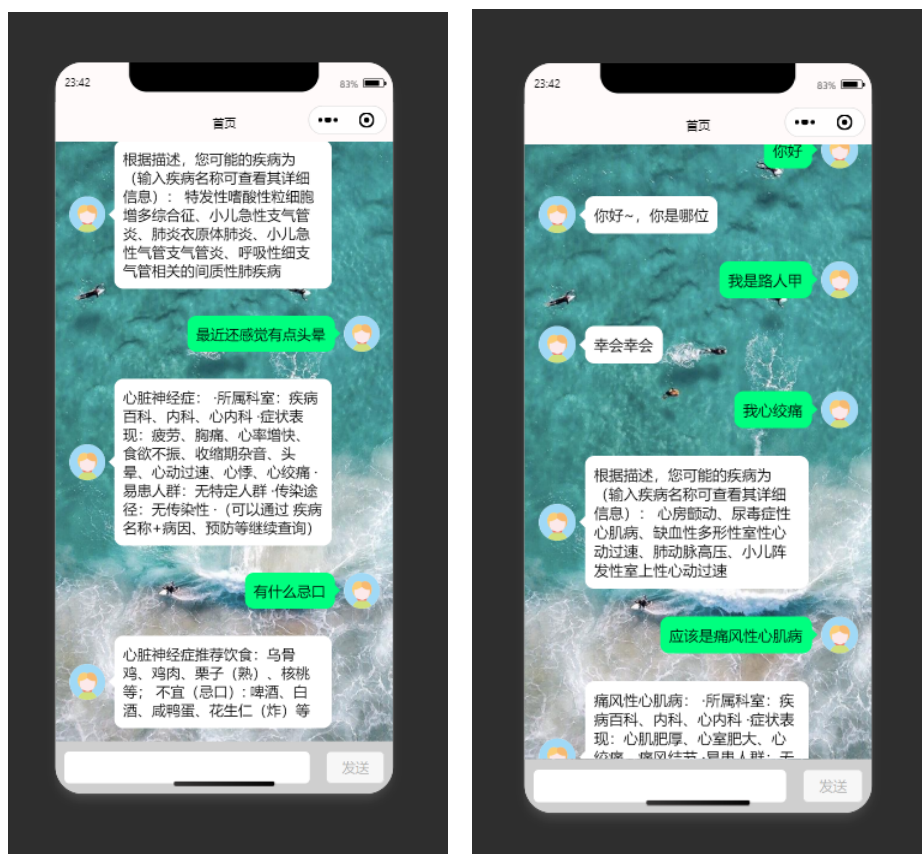 23:42
83%
首页
根据描述，您可能的疾病为
（输入疾病名称可查看其详细
信息）： 特发性嗜酸性粒细胞
增多综合征、小儿急性支气管
炎、肺炎衣原体肺炎、小儿急
性气管支气管炎、呼吸性细支
气管相关的间质性肺疾病
最近还感觉有点头晕
心脏神经症： ·所属科室：疾病
百科、内科、心内科 ·症状表
现：疲劳、胸痛、心率增快、
食欲不振、收缩期杂音、头
晕、心动过速、心悸、心绞痛 ·
易患人群：无特定人群 ·传染途
径：无传染性 ·（可以通过 疾病
名称+病因、预防等继续查询）
有什么忌口
心脏神经症推荐饮食：乌骨
鸡、鸡肉、栗子（熟）、核桃
等； 不宜（忌口）: 啤酒、白
酒、咸鸭蛋、花生仁（炸）等
发送
23:42
83%
首页
你好
你好~，你是哪位
我是路人甲
幸会幸会
我心绞痛
根据描述，您可能的疾病为
（输入疾病名称可查看其详细
信息）： 心房颤动、尿毒症性
心肌病、缺血性多形性室性心
动过速、肺动脉高压、小儿阵
发性室上性心动过速
应该是痛风性心肌病
痛风性心肌病： ·所属科室：疾
病百科、内科、心内科 ·症状表
现：心肌肥厚、心室肥大、心
绞痛、痛风结节 ·易患人群：无
发送